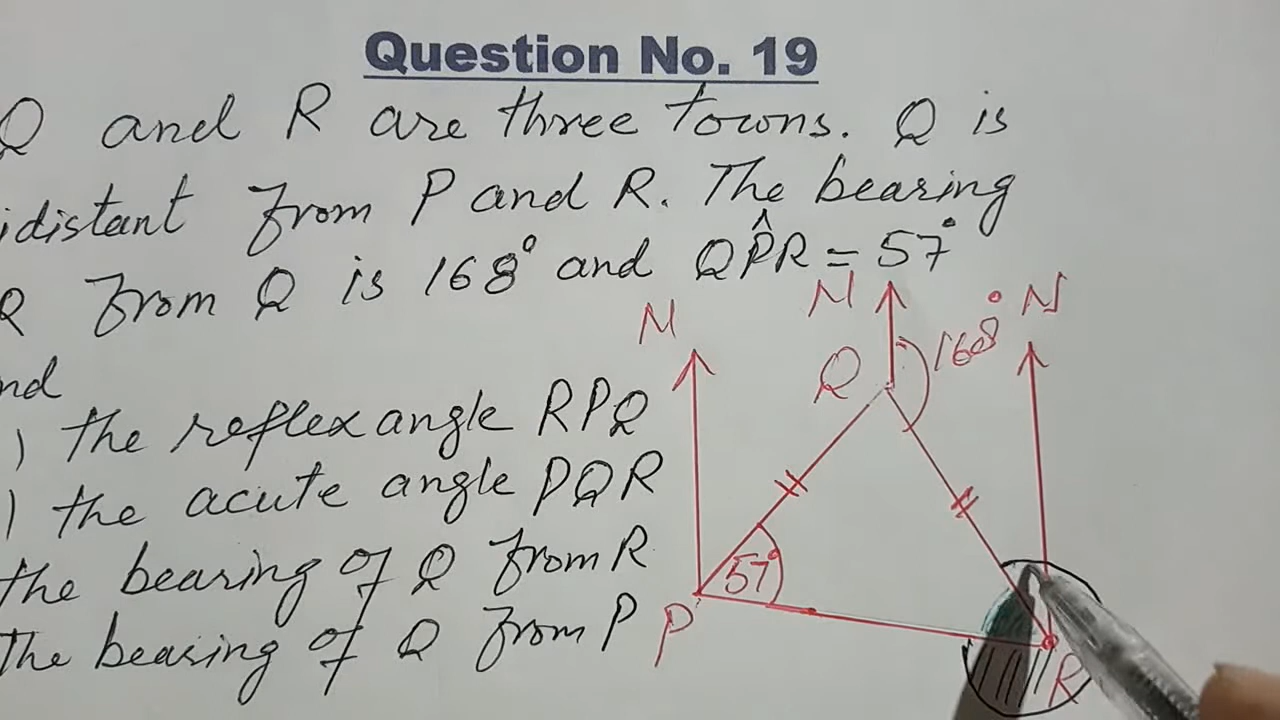 Question No. 19
Q and R are three towns. Q is
idistant from P and R. The bearing
R from Q is 168° and QP̂R = 57°
nd
) the reflex angle RPQ
) the acute angle PQR
the bearing of Q from R
The bearing of Q from P
N
N
N
Q
168°
57°
P
R